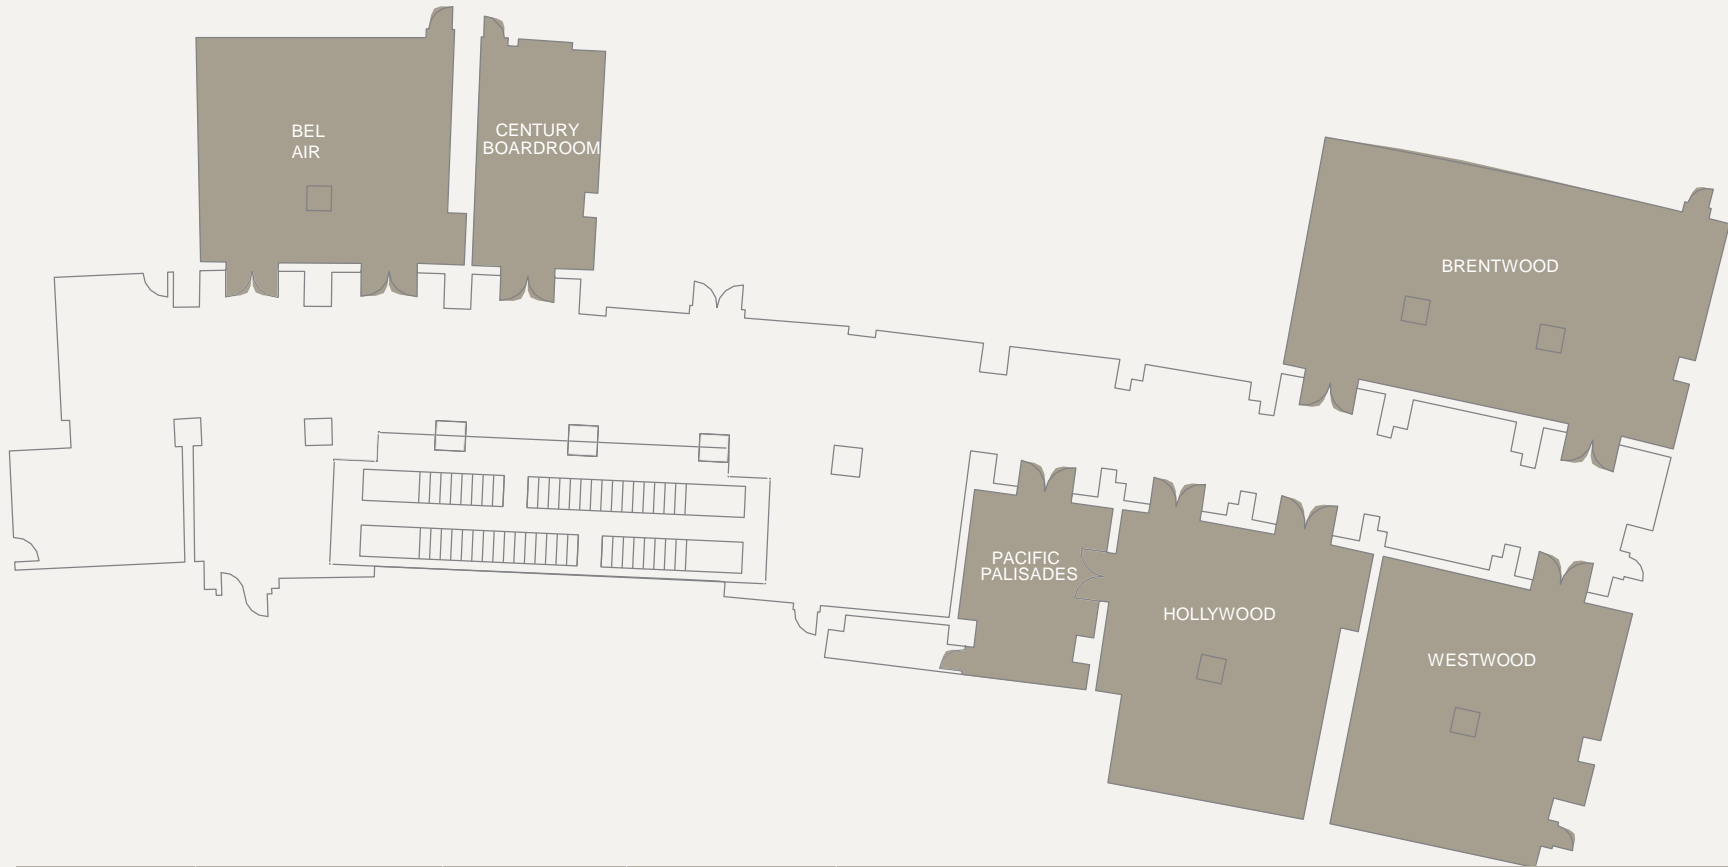 BEL
AIR
CENTURY
BOARDROOM
BRENTWOOD
PACIFIC
PALISADES
HOLLYWOOD
WESTWOOD